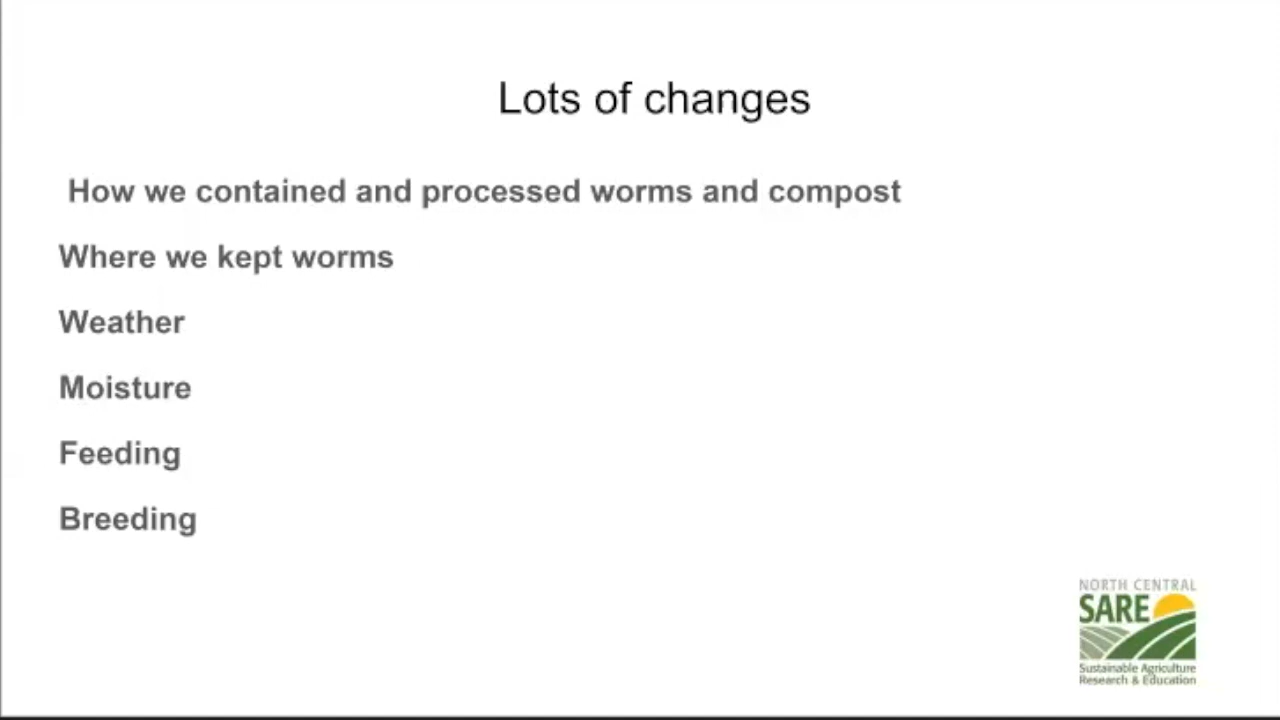 Lots of changes
How we contained and processed worms and compost
Where we kept worms
Weather
Moisture
Feeding
Breeding
NORTH CENTRAL
SARE
Sustainable Agriculture
Research & Education